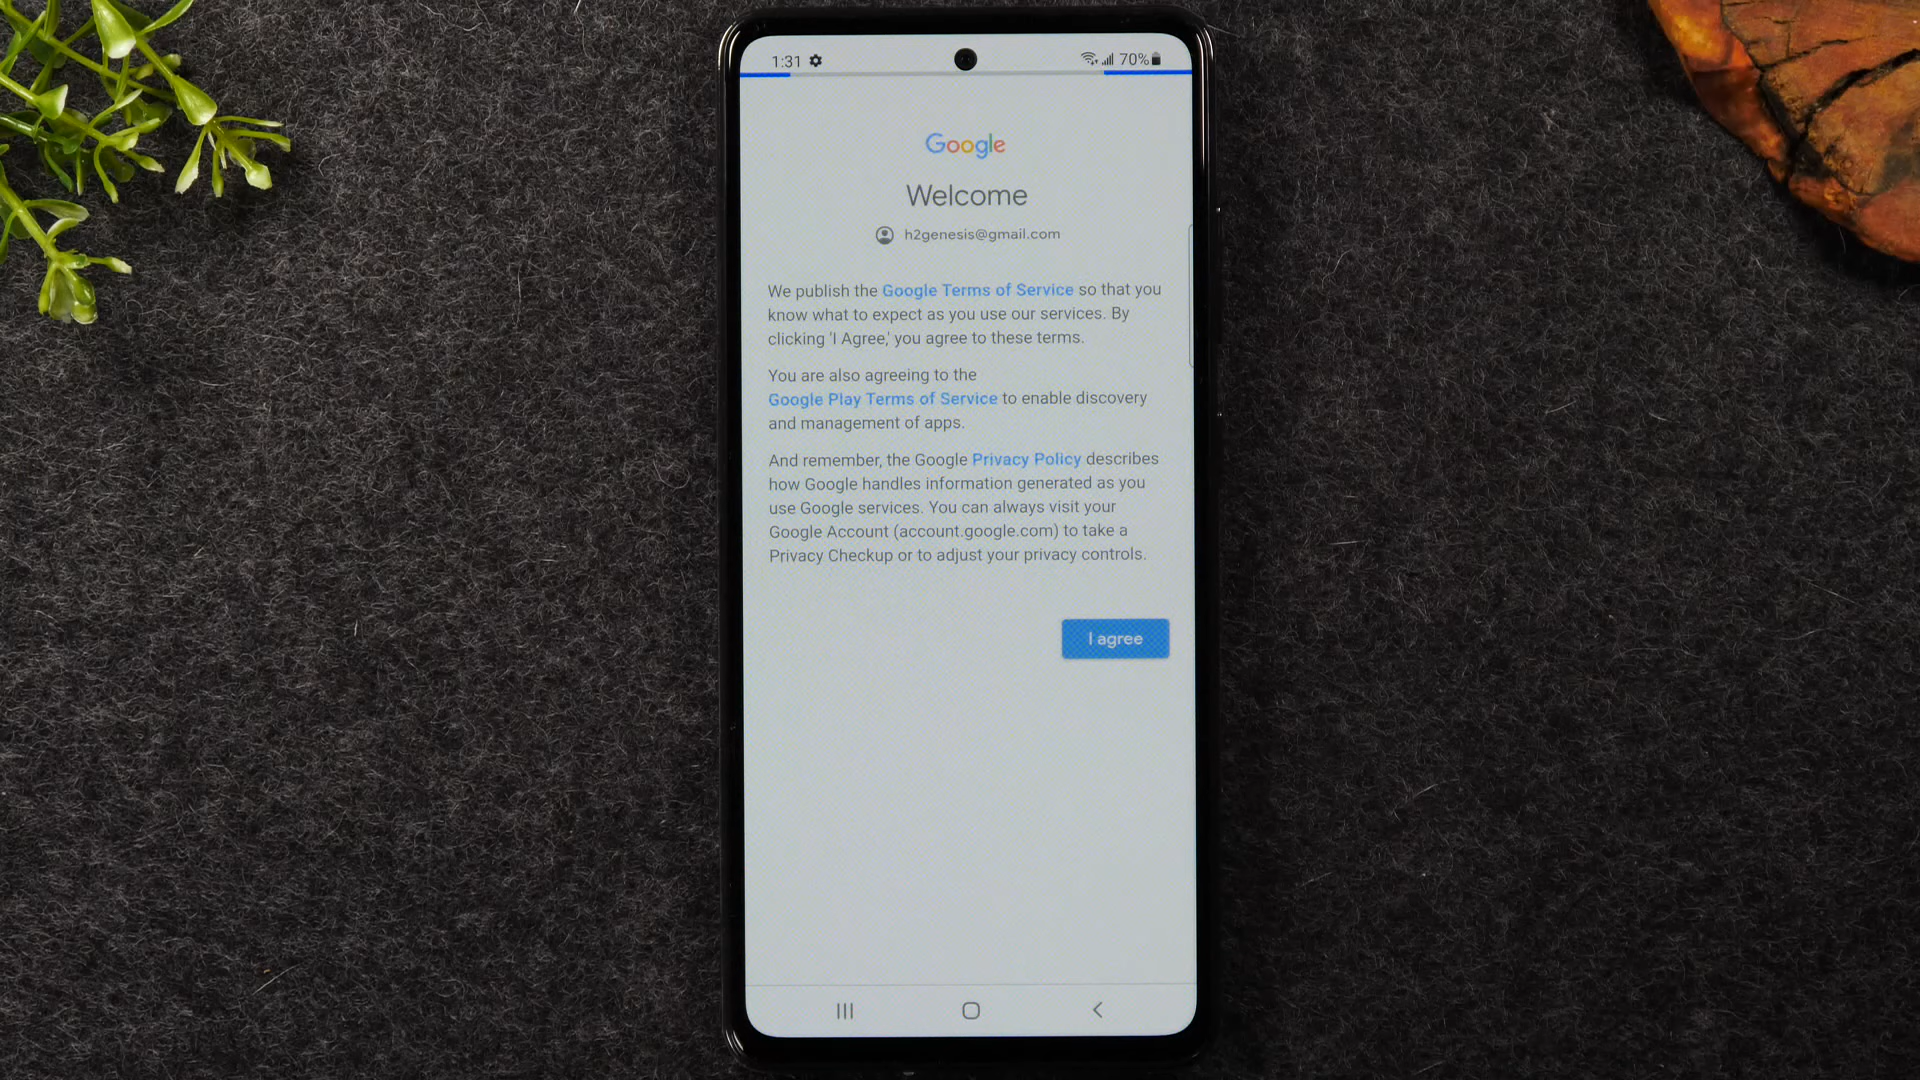 1:31 70%
Google
Welcome
h2genesis@gmail.com
We publish the Google Terms of Service so that you
know what to expect as you use our services. By
clicking 'I Agree,' you agree to these terms.
You are also agreeing to the
Google Play Terms of Service to enable discovery
and management of apps.
And remember, the Google Privacy Policy describes
how Google handles information generated as you
use Google services. You can always visit your
Google Account (account.google.com) to take a
Privacy Checkup or to adjust your privacy controls.
I agree